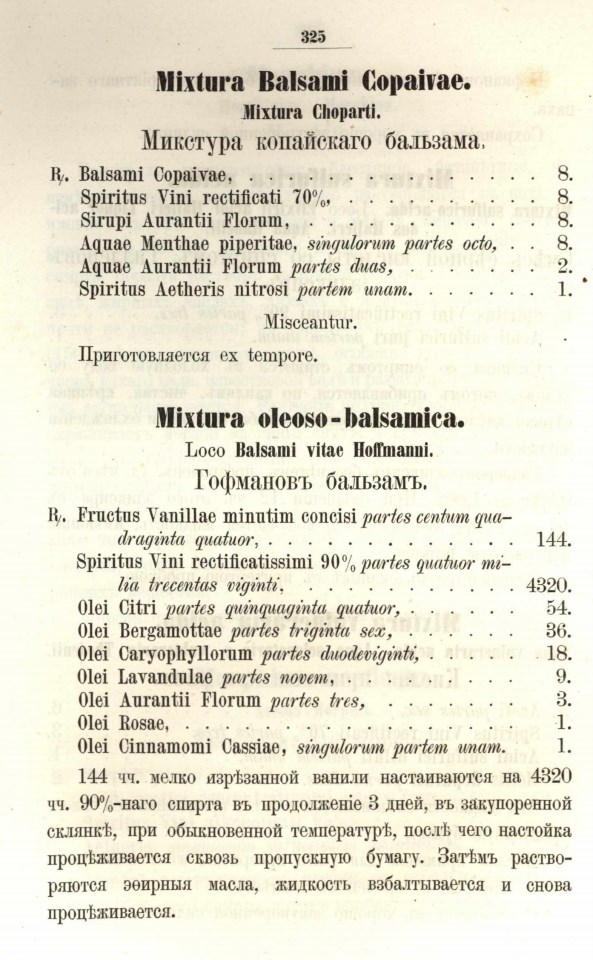 325
Mixtura Balsami Copaivae.
Mixtura Choparti.
Микстура копайскаго бальзама.
℞. Balsami Copaivae, . . . . . . . . . . . . . . . 8.
Spiritus Vini rectificati 70%, . . . . . . . . . . . 8.
Sirupi Aurantii Florum, . . . . . . . . . . . . . 8.
Aquae Menthae piperitae, singulorum partes octo, . . 8.
Aquae Aurantii Florum partes duas, . . . . . . . . 2.
Spiritus Aetheris nitrosi partem unam. . . . . . . . 1.
Misceantur.
Приготовляется ex tempore.
Mixtura oleoso-balsamica.
Loco Balsami vitae Hoffmanni.
Гофмановъ бальзамъ.
℞. Fructus Vanillae minutim concisi partes centum qua-
draginta quatuor, . . . . . . . . . . . . . 144.
Spiritus Vini rectificatissimi 90% partes quatuor mi-
lia trecentas viginti, . . . . . . . . . . . 4320.
Olei Citri partes quinquaginta quatuor, . . . . . . 54.
Olei Bergamottae partes triginta sex, . . . . . . . 36.
Olei Caryophyllorum partes duodeviginti, . . . . . . 18.
Olei Lavandulae partes novem, . . . . . . . . . . 9.
Olei Aurantii Florum partes tres, . . . . . . . . . 3.
Olei Rosae, . . . . . . . . . . . . . . . . . . 1.
Olei Cinnamomi Cassiae, singulorum partem unam. . 1.
144 чч. мелко изрѣзанной ванили настаиваются на 4320
чч. 90%-наго спирта въ продолженіе 3 дней, въ закупоренной
склянкѣ, при обыкновенной температурѣ, послѣ чего настойка
процѣживается сквозь пропускную бумагу. Затѣмъ раство-
ряются эѳирныя масла, жидкость взбалтывается и снова
процѣживается.